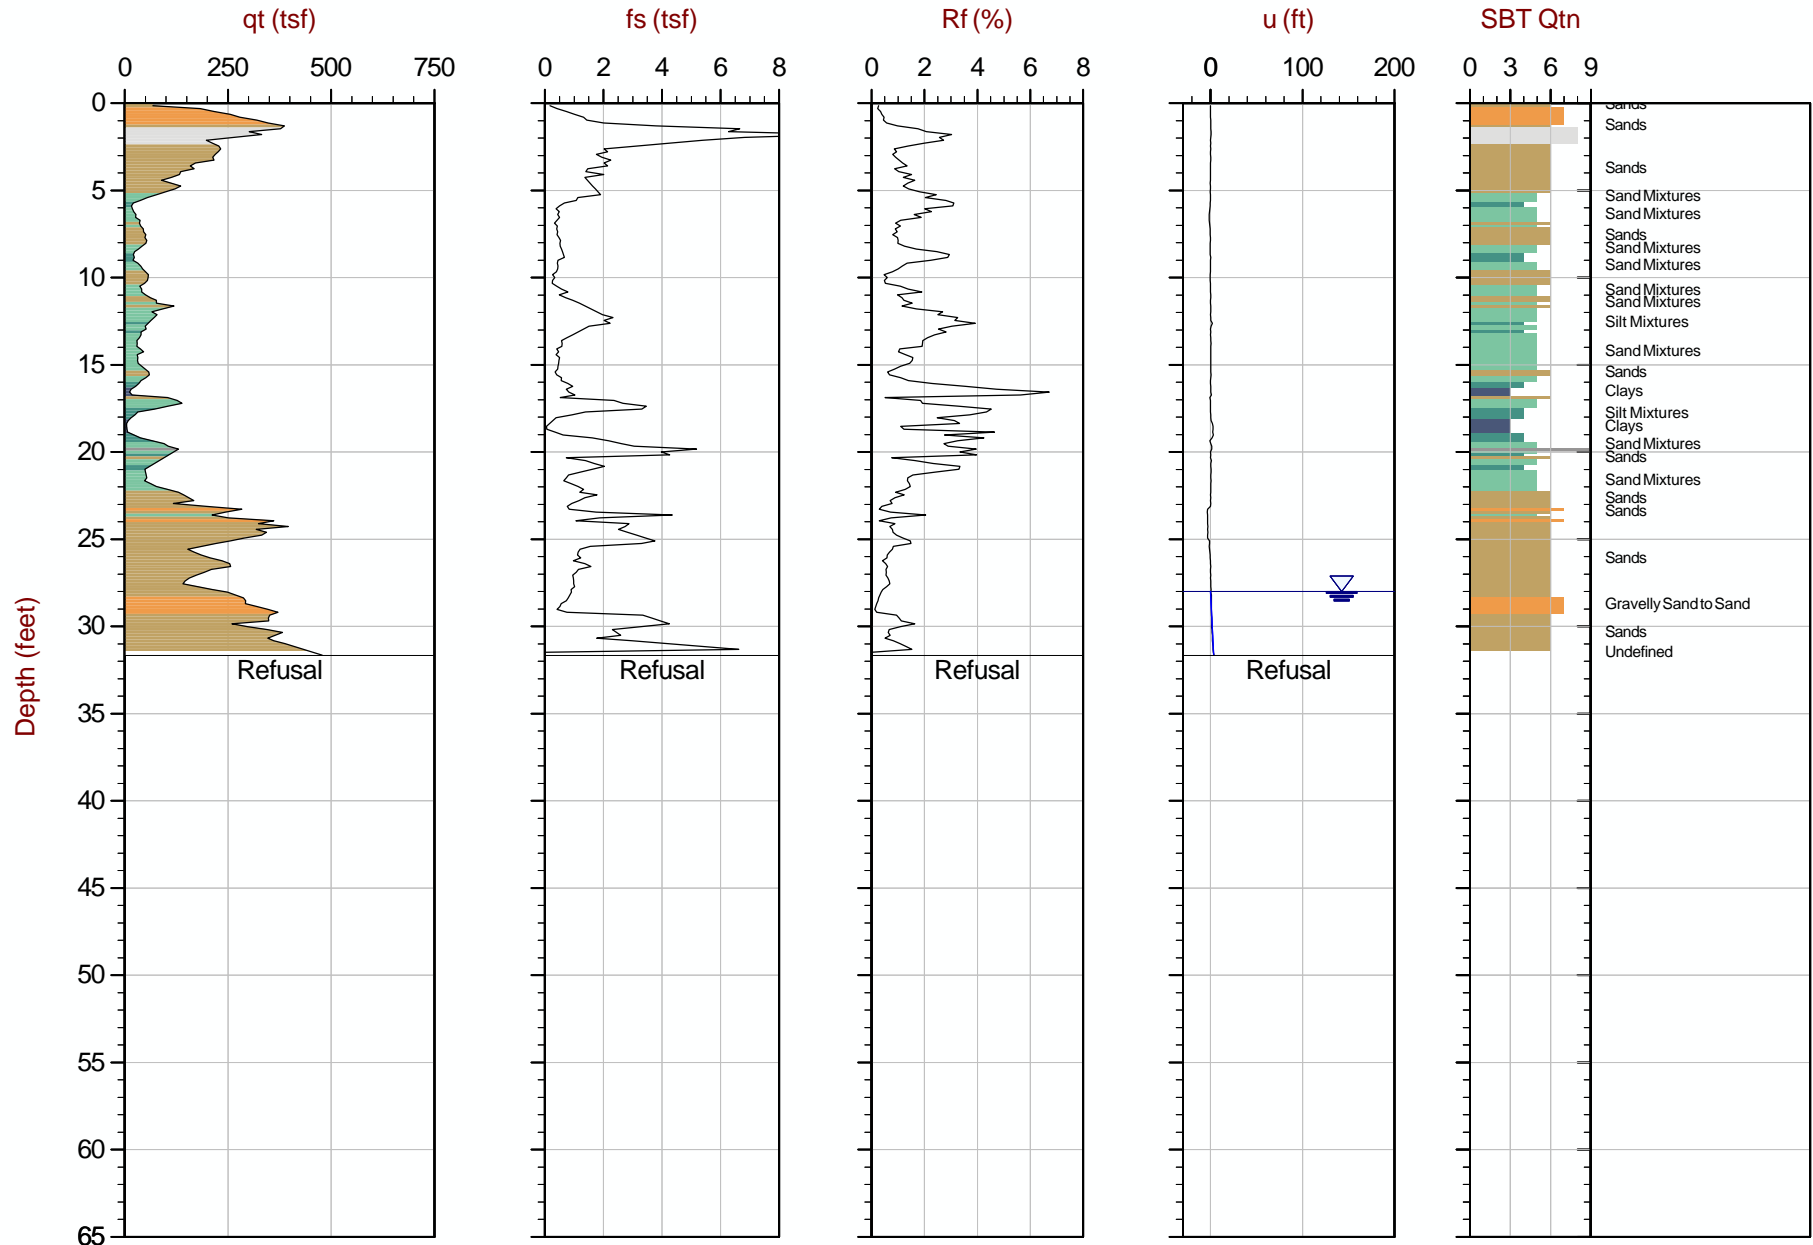 qt (tsf)
fs (tsf)
Rf (%)
u (ft)
SBT Qtn
0 250 500 750
0 2 4 6 8
0 2 4 6 8
0 100 200
0 3 6 9
Depth (feet)
0
5
10
15
20
25
30
35
40
45
50
55
60
65
Refusal
Refusal
Refusal
Refusal
Sands
Sands
Sands
Sand Mixtures
Sand Mixtures
Sands
Sand Mixtures
Sand Mixtures
Sand Mixtures
Sand Mixtures
Silt Mixtures
Sand Mixtures
Sands
Clays
Silt Mixtures
Clays
Sand Mixtures
Sands
Sand Mixtures
Sands
Sands
Sands
Gravelly Sand to Sand
Sands
Undefined